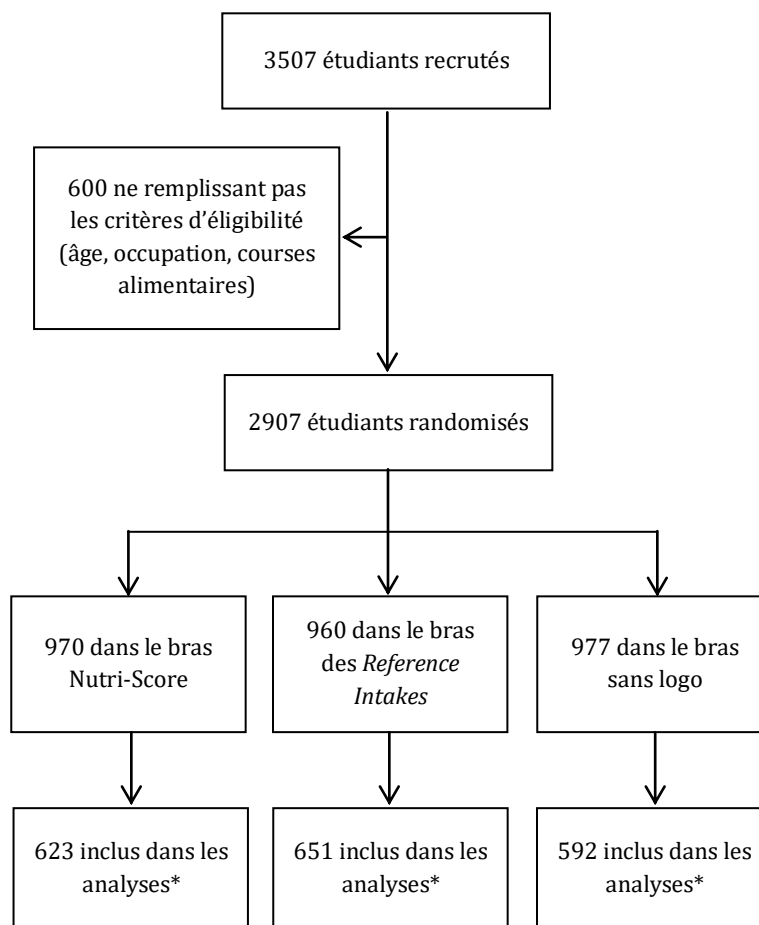 3507 étudiants recrutés
600 ne remplissant pas
les critères d'éligibilité
(âge, occupation, courses
alimentaires)
2907 étudiants randomisés
970 dans le bras
Nutri-Score
960 dans le bras
des Reference
Intakes
977 dans le bras
sans logo
623 inclus dans les
analyses*
651 inclus dans les
analyses*
592 inclus dans les
analyses*